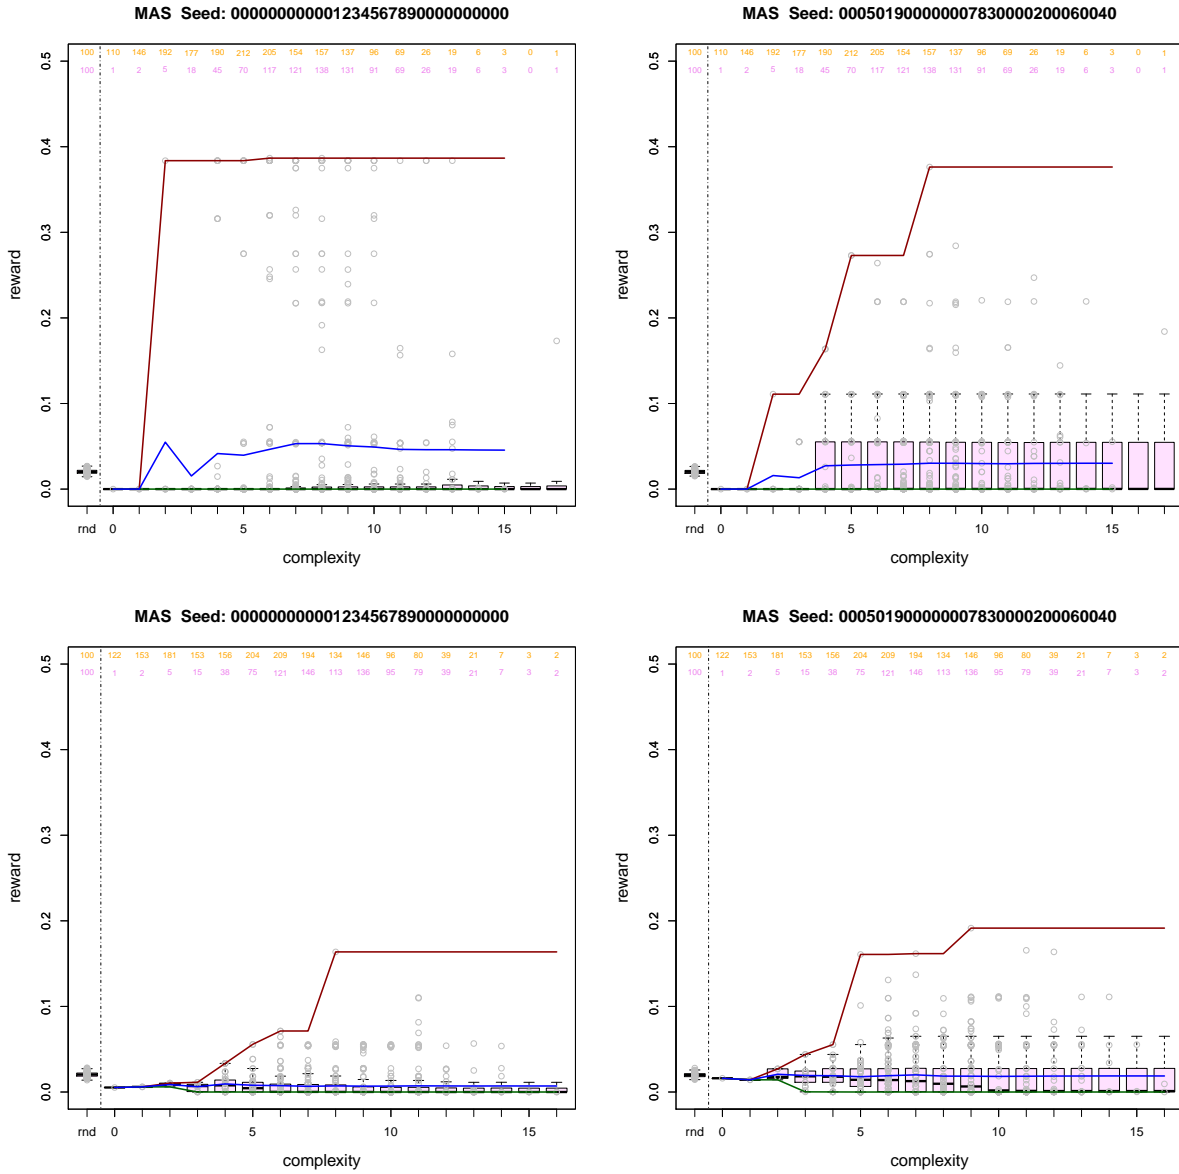 MAS Seed: 000000000001234567890000000000
100 110 146 192 177 190 212 205 154 157 137 96 69 26 19 6 3 0 1
100 1 2 5 18 45 70 117 121 138 131 91 69 26 19 6 3 0 1
0.5
0.4
0.3
0.2
0.1
0.0
reward
rnd 0 5 10 15
complexity
MAS Seed: 000501900000007830000200060040
100 110 146 192 177 190 212 205 154 157 137 96 69 26 19 6 3 0 1
100 1 2 5 18 45 70 117 121 138 131 91 69 26 19 6 3 0 1
0.5
0.4
0.3
0.2
0.1
0.0
reward
rnd 0 5 10 15
complexity
MAS Seed: 000000000001234567890000000000
100 122 153 181 153 156 204 209 194 134 146 96 80 39 21 7 3 2
100 1 2 5 15 38 75 121 146 113 136 95 79 39 21 7 3 2
0.5
0.4
0.3
0.2
0.1
0.0
reward
rnd 0 5 10 15
complexity
MAS Seed: 000501900000007830000200060040
100 122 153 181 153 156 204 209 194 134 146 96 80 39 21 7 3 2
100 1 2 5 15 38 75 121 146 113 136 95 79 39 21 7 3 2
0.5
0.4
0.3
0.2
0.1
0.0
reward
rnd 0 5 10 15
complexity